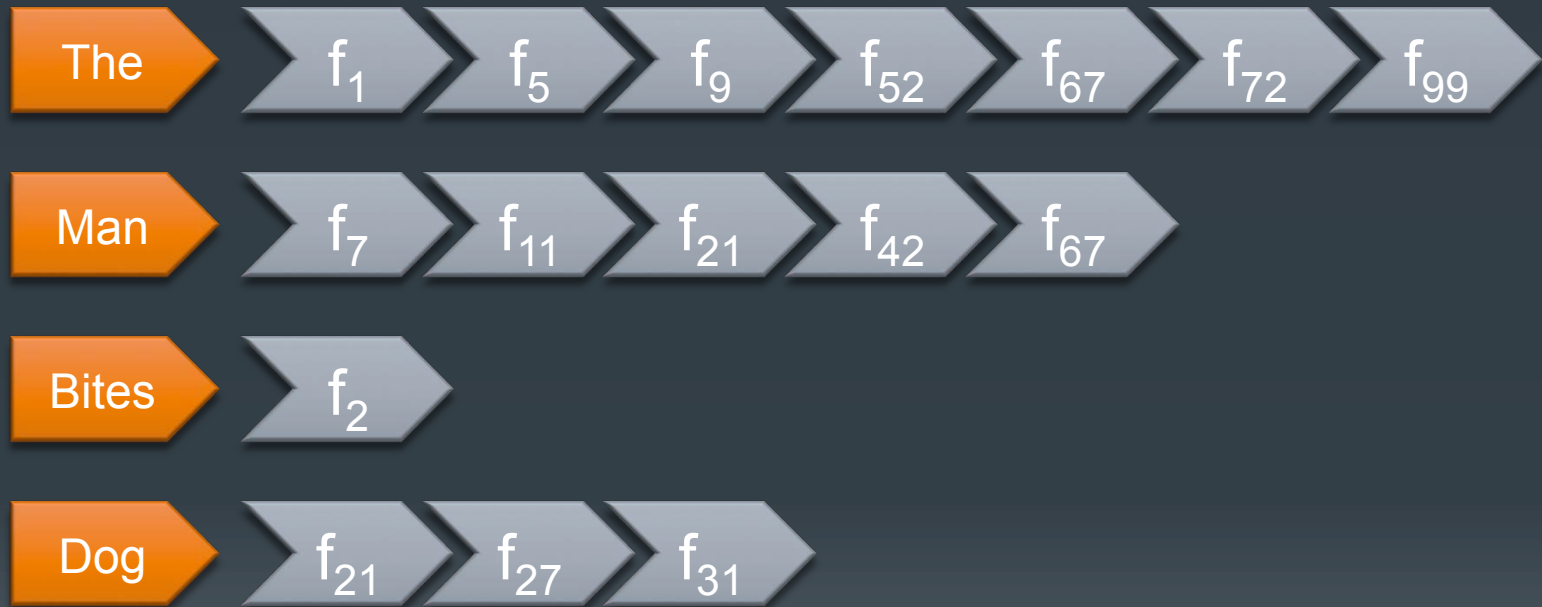 The f₁ f₅ f₉ f₅₂ f₆₇ f₇₂ f₉₉
Man f₇ f₁₁ f₂₁ f₄₂ f₆₇
Bites f₂
Dog f₂₁ f₂₇ f₃₁